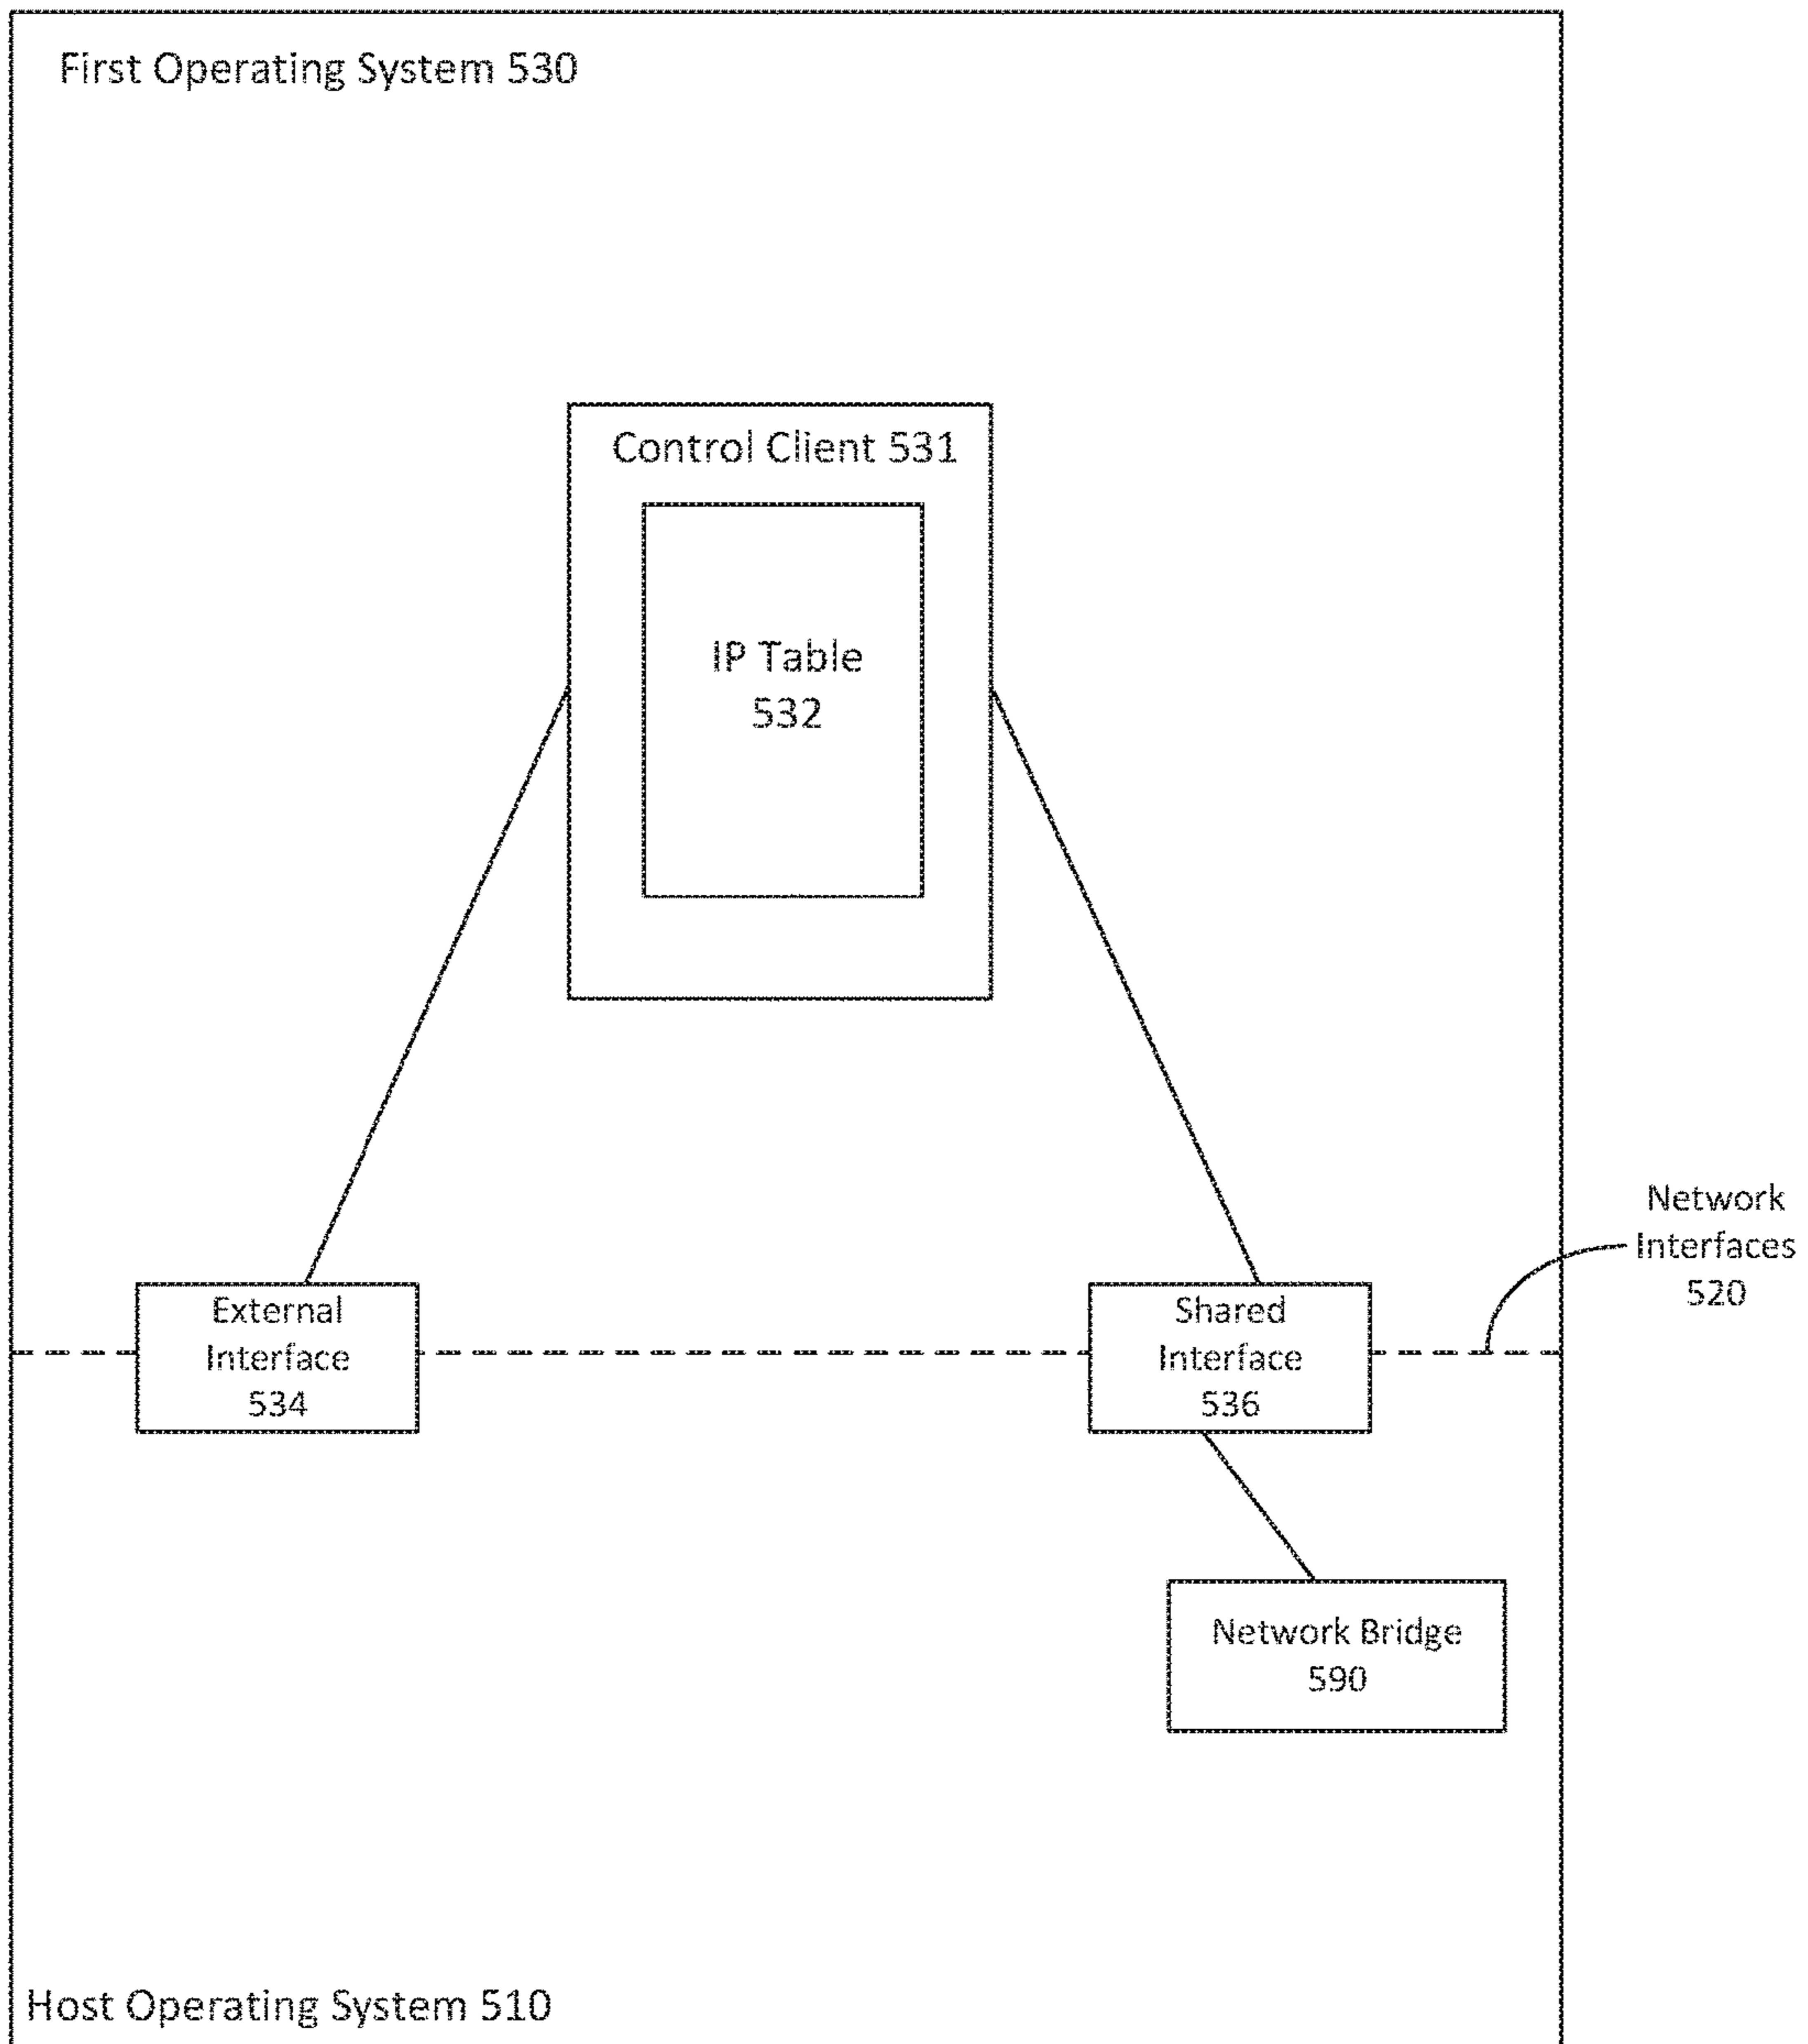 First Operating System 530
Control Client 531
IP Table
532
Network
Interfaces
520
External
Interface
534
Shared
Interface
536
Network Bridge
590
Host Operating System 510